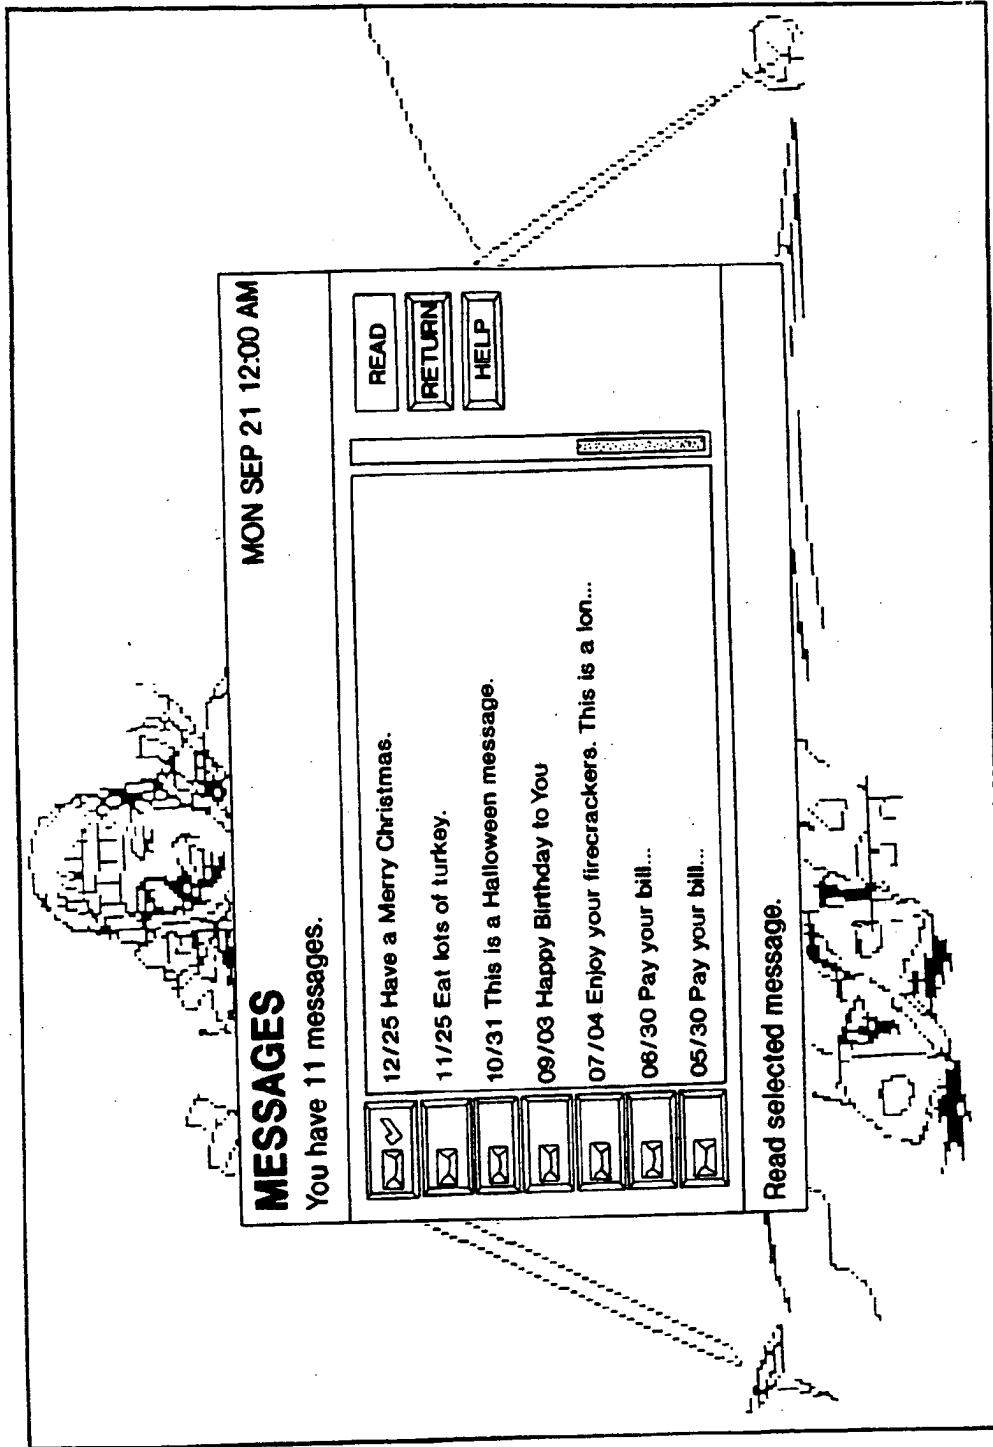 MESSAGES MON SEP 21 12:00 AM
You have 11 messages.
12/25 Have a Merry Christmas.
11/25 Eat lots of turkey.
10/31 This is a Halloween message.
09/03 Happy Birthday to You
07/04 Enjoy your firecrackers. This is a lon...
06/30 Pay your bill...
05/30 Pay your bill...
READ
RETURN
HELP
Read selected message.